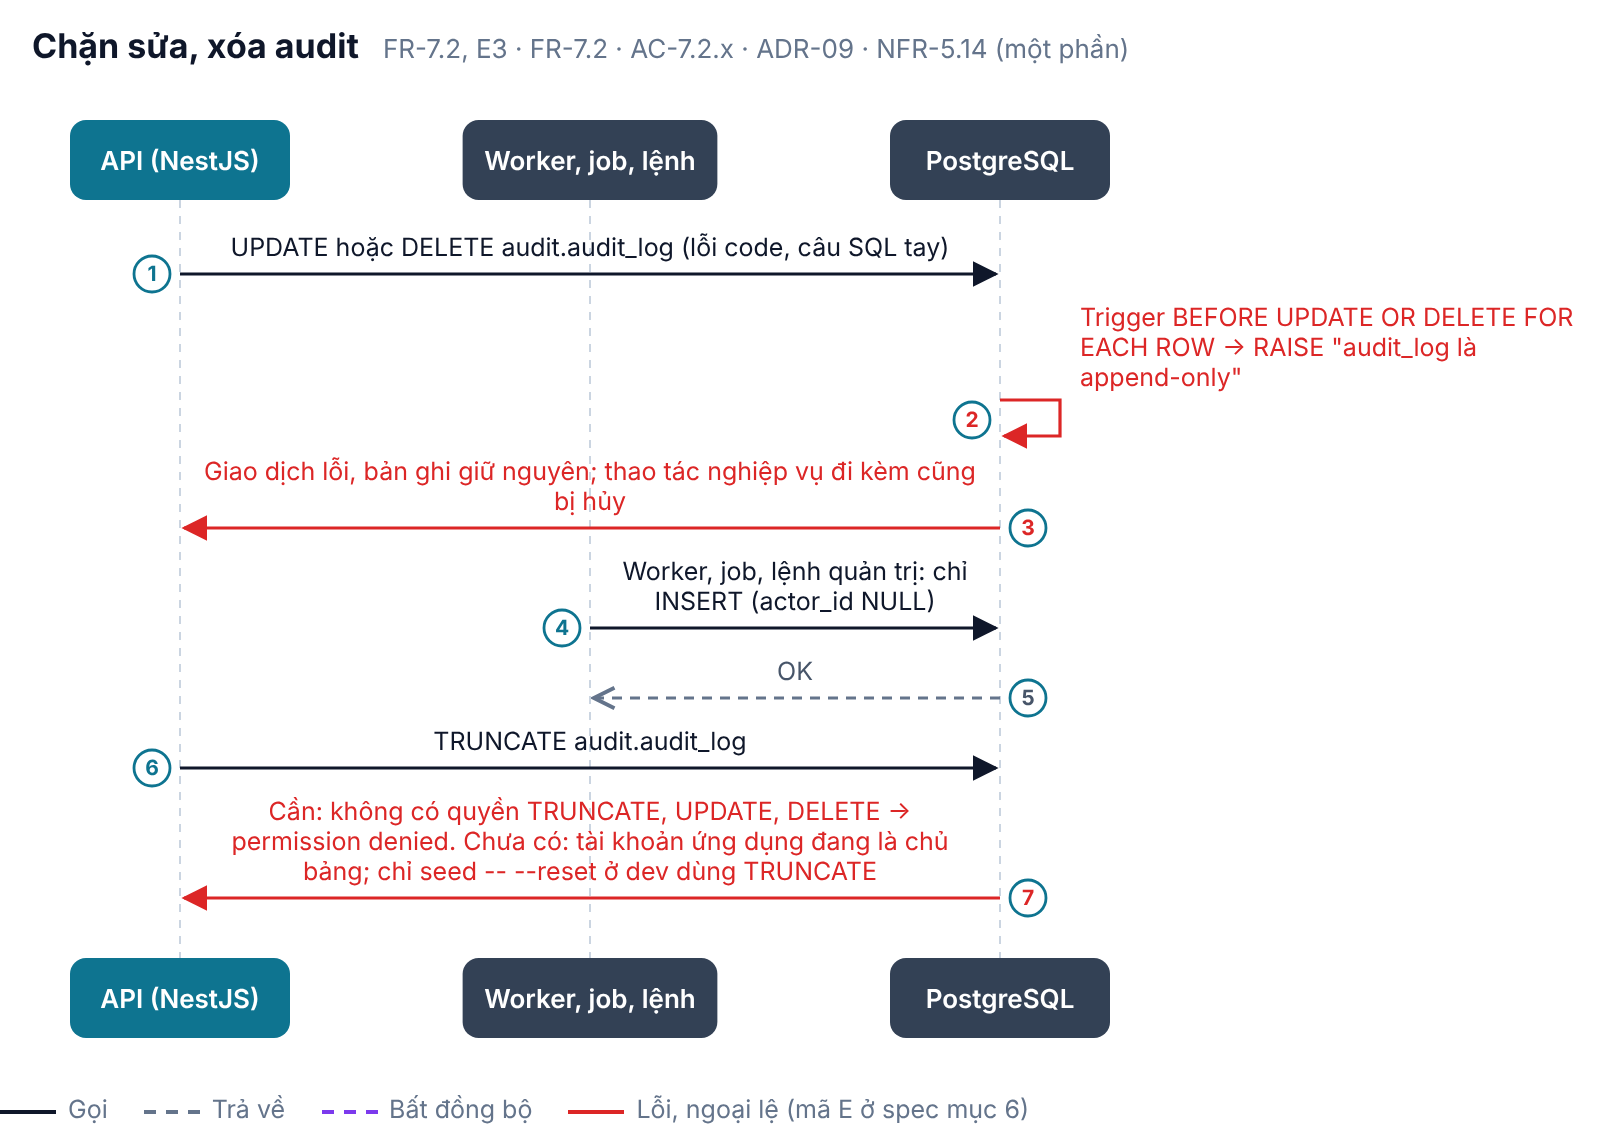 Chặn sửa, xóa audit FR-7.2, E3 · FR-7.2 · AC-7.2.x · ADR-09 · NFR-5.14 (một phần)
API (NestJS)
Worker, job, lệnh
PostgreSQL
UPDATE hoặc DELETE audit.audit_log (lỗi code, câu SQL tay)
1
Trigger BEFORE UPDATE OR DELETE FOR
EACH ROW → RAISE "audit_log là
append-only"
2
Giao dịch lỗi, bản ghi giữ nguyên; thao tác nghiệp vụ đi kèm cũng
bị hủy
3
Worker, job, lệnh quản trị: chỉ
INSERT (actor_id NULL)
4
OK
5
TRUNCATE audit.audit_log
6
Cần: không có quyền TRUNCATE, UPDATE, DELETE →
permission denied. Chưa có: tài khoản ứng dụng đang là chủ
bảng; chỉ seed -- --reset ở dev dùng TRUNCATE
7
API (NestJS)
Worker, job, lệnh
PostgreSQL
Gọi
Trả về
Bất đồng bộ
Lỗi, ngoại lệ (mã E ở spec mục 6)